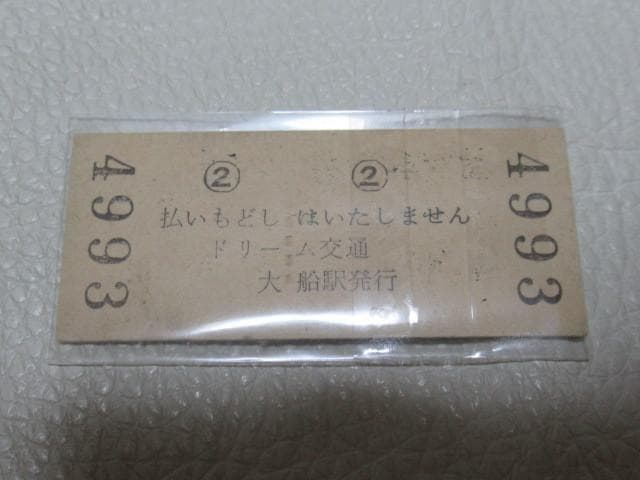 4993
② ②
払いもどしはいたしません
ドリーム交通
大船駅発行
4993